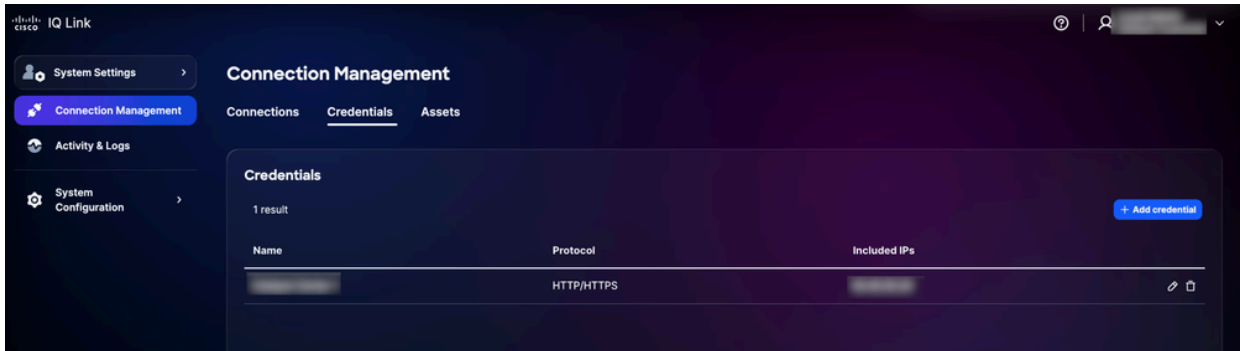 cisco IQ Link
System Settings
Connection Management
Activity & Logs
System
Configuration
Connection Management
Connections Credentials Assets
Credentials
1 result
+ Add credential
Name Protocol Included IPs
HTTP/HTTPS